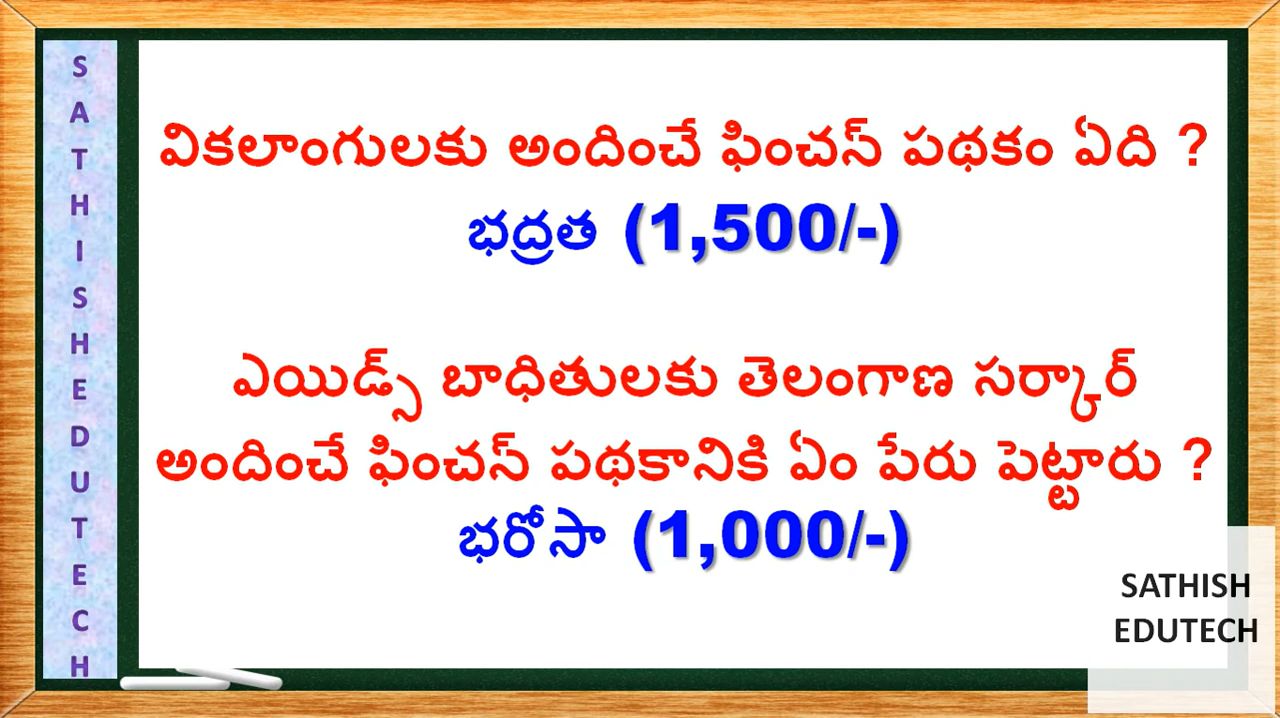 SATHISHEDUTECH
వికలాంగులకు అందించే ఫించన్ పథకం ఏది ?
భద్రత (1,500/-)
ఎయిడ్స్ బాధితులకు తెలంగాణ సర్కార్
అందించే ఫించన్ పథకానికి ఏం పేరు పెట్టారు ?
భరోసా (1,000/-)
SATHISH
EDUTECH